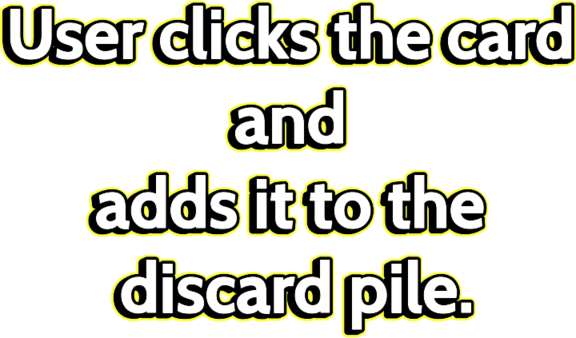 User clicks the card
and
adds it to the
discard pile.